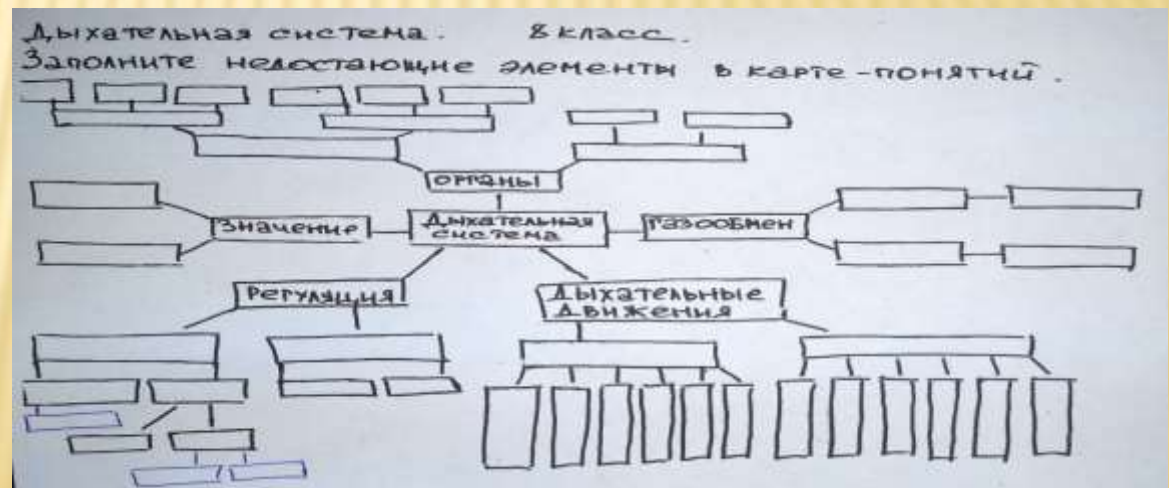 Дыхательная система. 8 класс.
Заполните недостающие элементы в карте-понятий.
органы
Значение
Дыхательная
система
Газообмен
Регуляция
Дыхательные
движения